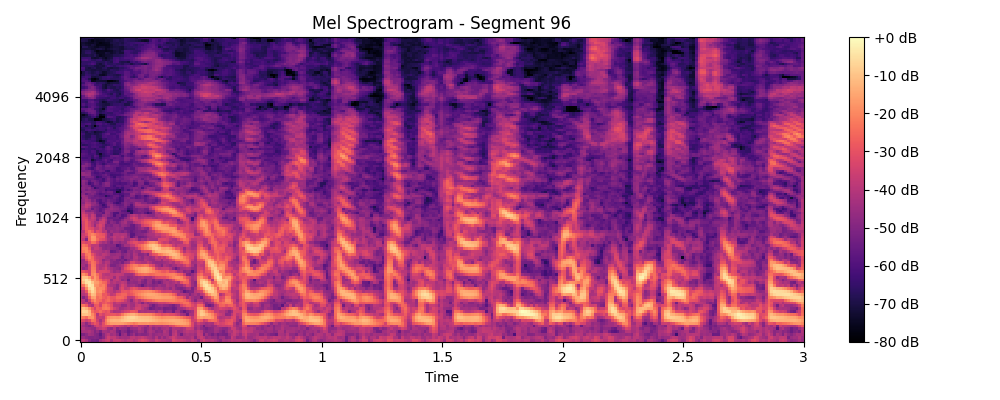 Mel Spectrogram - Segment 96
+0 dB
-10 dB
-20 dB
-30 dB
-40 dB
-50 dB
-60 dB
-70 dB
-80 dB
Frequency
4096
2048
1024
512
0
0
0.5
1
1.5
2
2.5
3
Time